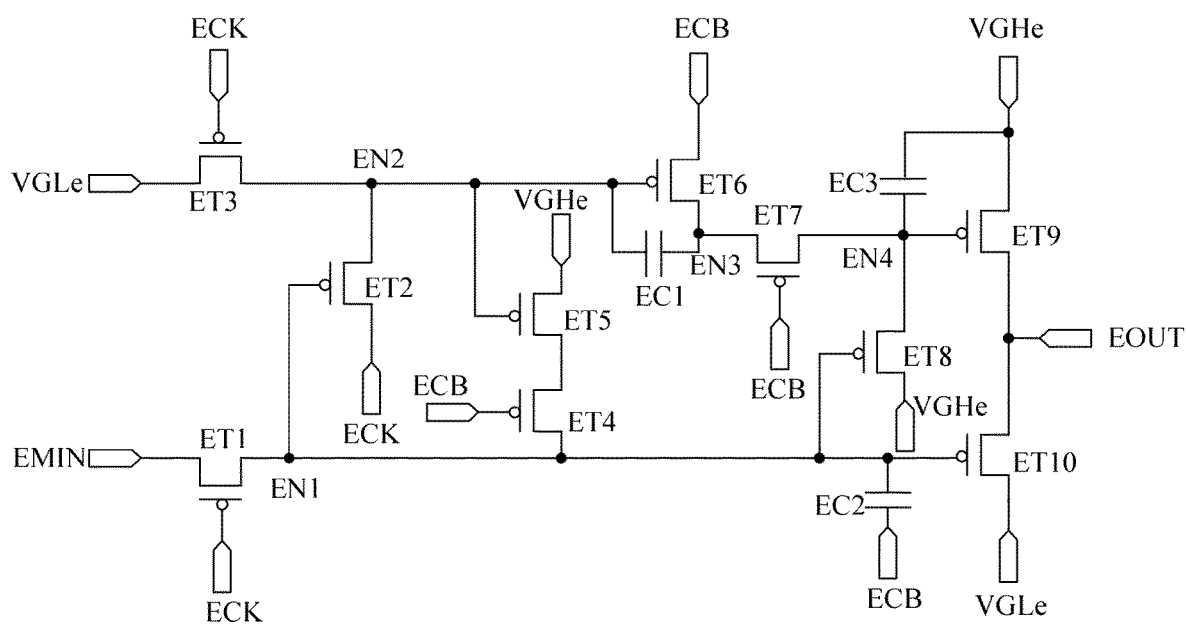 ECK
ECB
VGHe
VGLe
ET3
EN2
VGHe
ET6
EC3
ET7
EN3
EN4
ET9
EC1
ET2
ET5
ECB
ET8
EOUT
ECB
ET4
ECK
VGHe
EMIN
ET1
EN1
ET10
EC2
ECK
ECB
VGLe